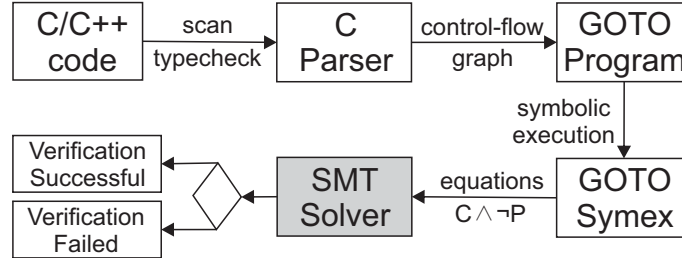 C/C++
code
scan
typecheck
C
Parser
control-flow
graph
GOTO
Program
symbolic
execution
GOTO
Symex
equations
C ∧ ¬P
SMT
Solver
Verification
Successful
Verification
Failed